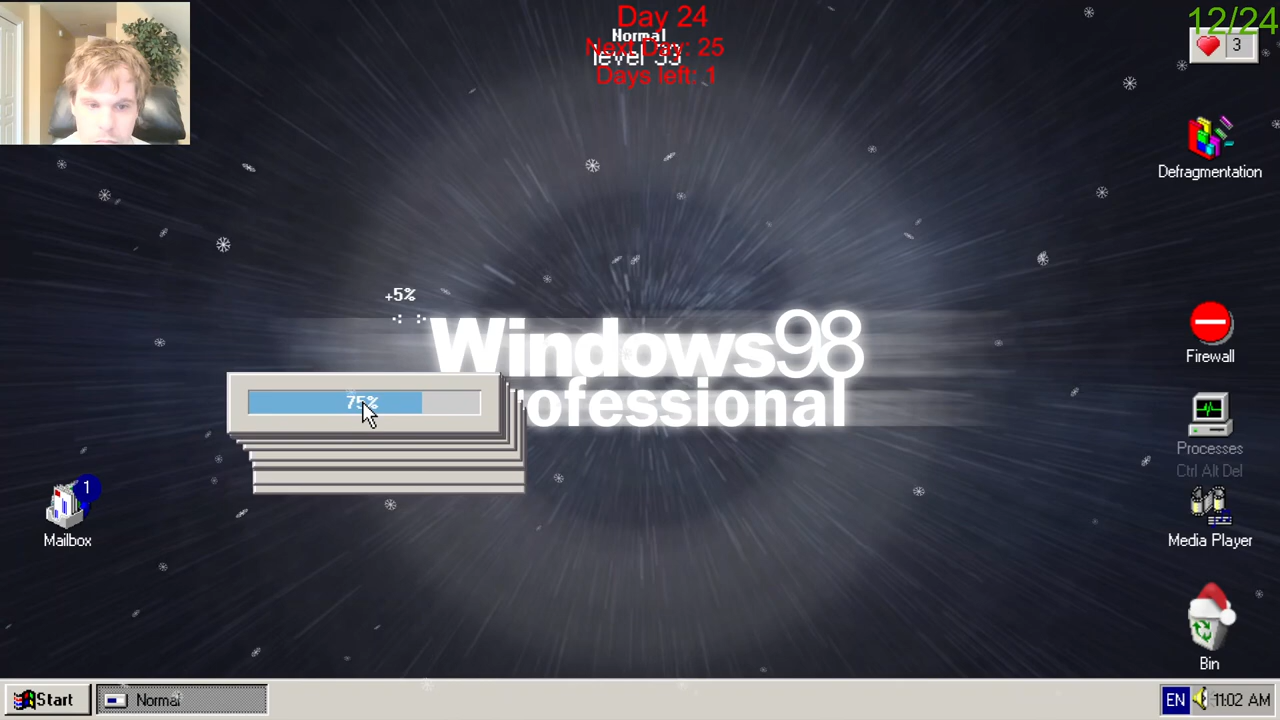 Day 24
Normal
Next Day: 25
level 53
Days left: 1
12/24
3
Defragmentation
+5%
Windows98
rofessional
75%
Firewall
Processes
Ctrl Alt Del
1
Mailbox
Media Player
Bin
Start
Normal
EN
11:02 AM